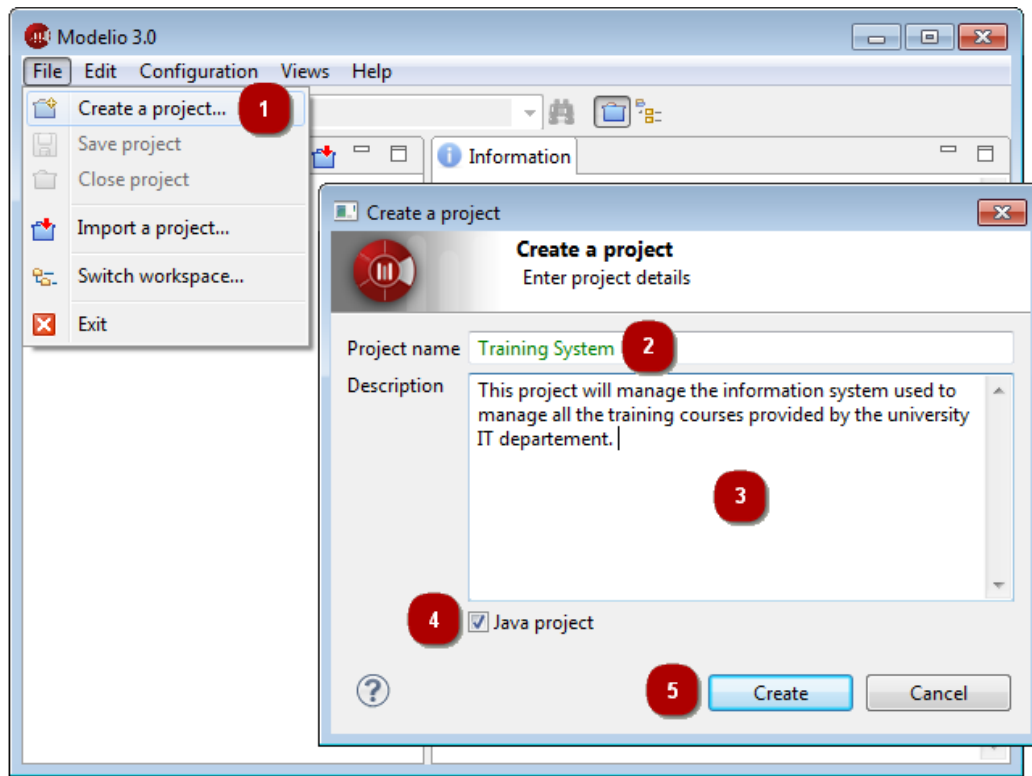 Modelio 3.0
File Edit Configuration Views Help
Create a project... 1
Save project
Close project
Import a project...
Switch workspace...
Exit
Information
Create a project
Create a project
Enter project details
Project name Training System 2
Description
This project will manage the information system used to
manage all the training courses provided by the university
IT departement.
3
4 Java project
? 5 Create Cancel